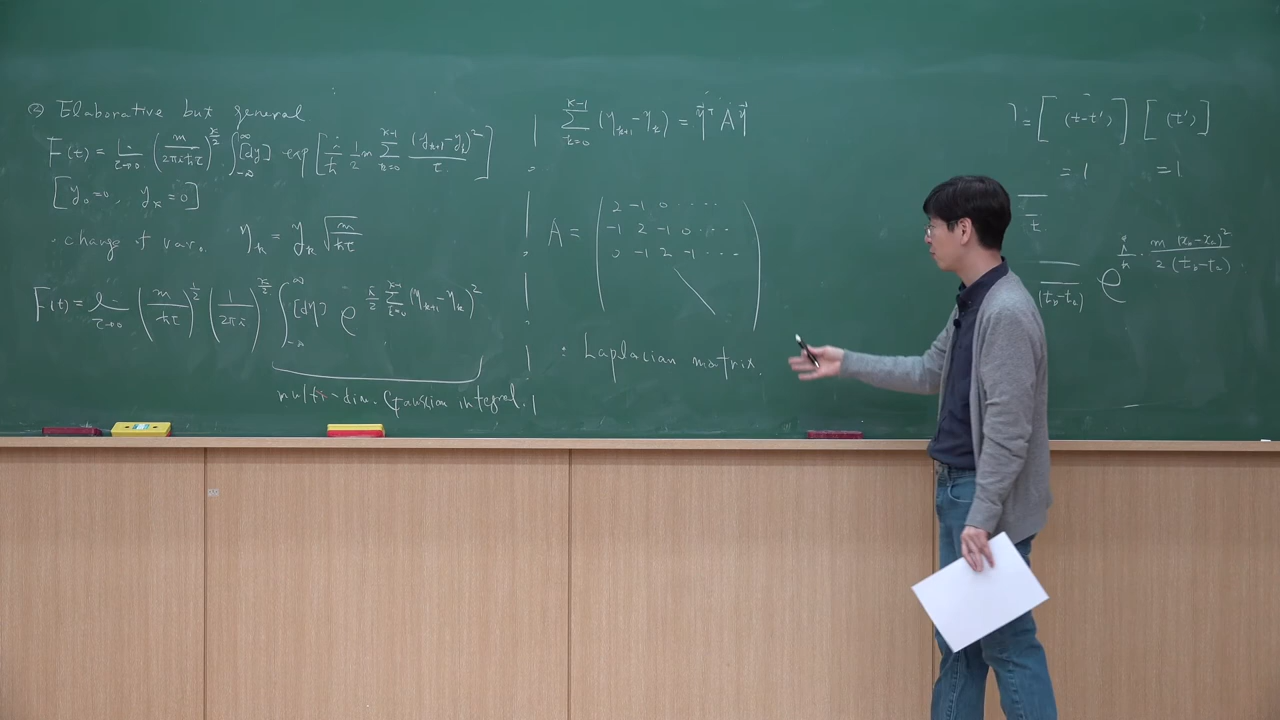 ② Elaborative but general
F(t) = lim_{τ→0} (m/2πiħτ)^{K/2} ∫_{-∞}^{∞} [dy] exp[ i/ħ 1/2 m Σ_{k=0}^{K-1} (y_{k+1}-y_k)²/τ ]
[y_0=0, y_K=0]
· change of var. η_k = y_k √(m/ħτ)
F(t) = lim_{τ→0} (m/ħτ)^{1/2} (1/2πi)^{K/2} ∫_{-∞}^{∞} [dη] e^{i/2 Σ_{k=0}^{K-1} (η_{k+1}-η_k)²}
multi-dim. Gaussian integral.
Σ_{k=0}^{K-1} (η_{k+1}-η_k) = η⃗^T A η⃗
A = ( 2 -1 0 ·····
-1 2 -1 0 ····
0 -1 2 -1 ··· )
: Laplacian matrix.
= [ (t-t') ] [ (t') ]
=1 =1
t
(t_b-t_a) e^{i/ħ · m (x_b-x_a)² / 2 (t_b-t_a)}